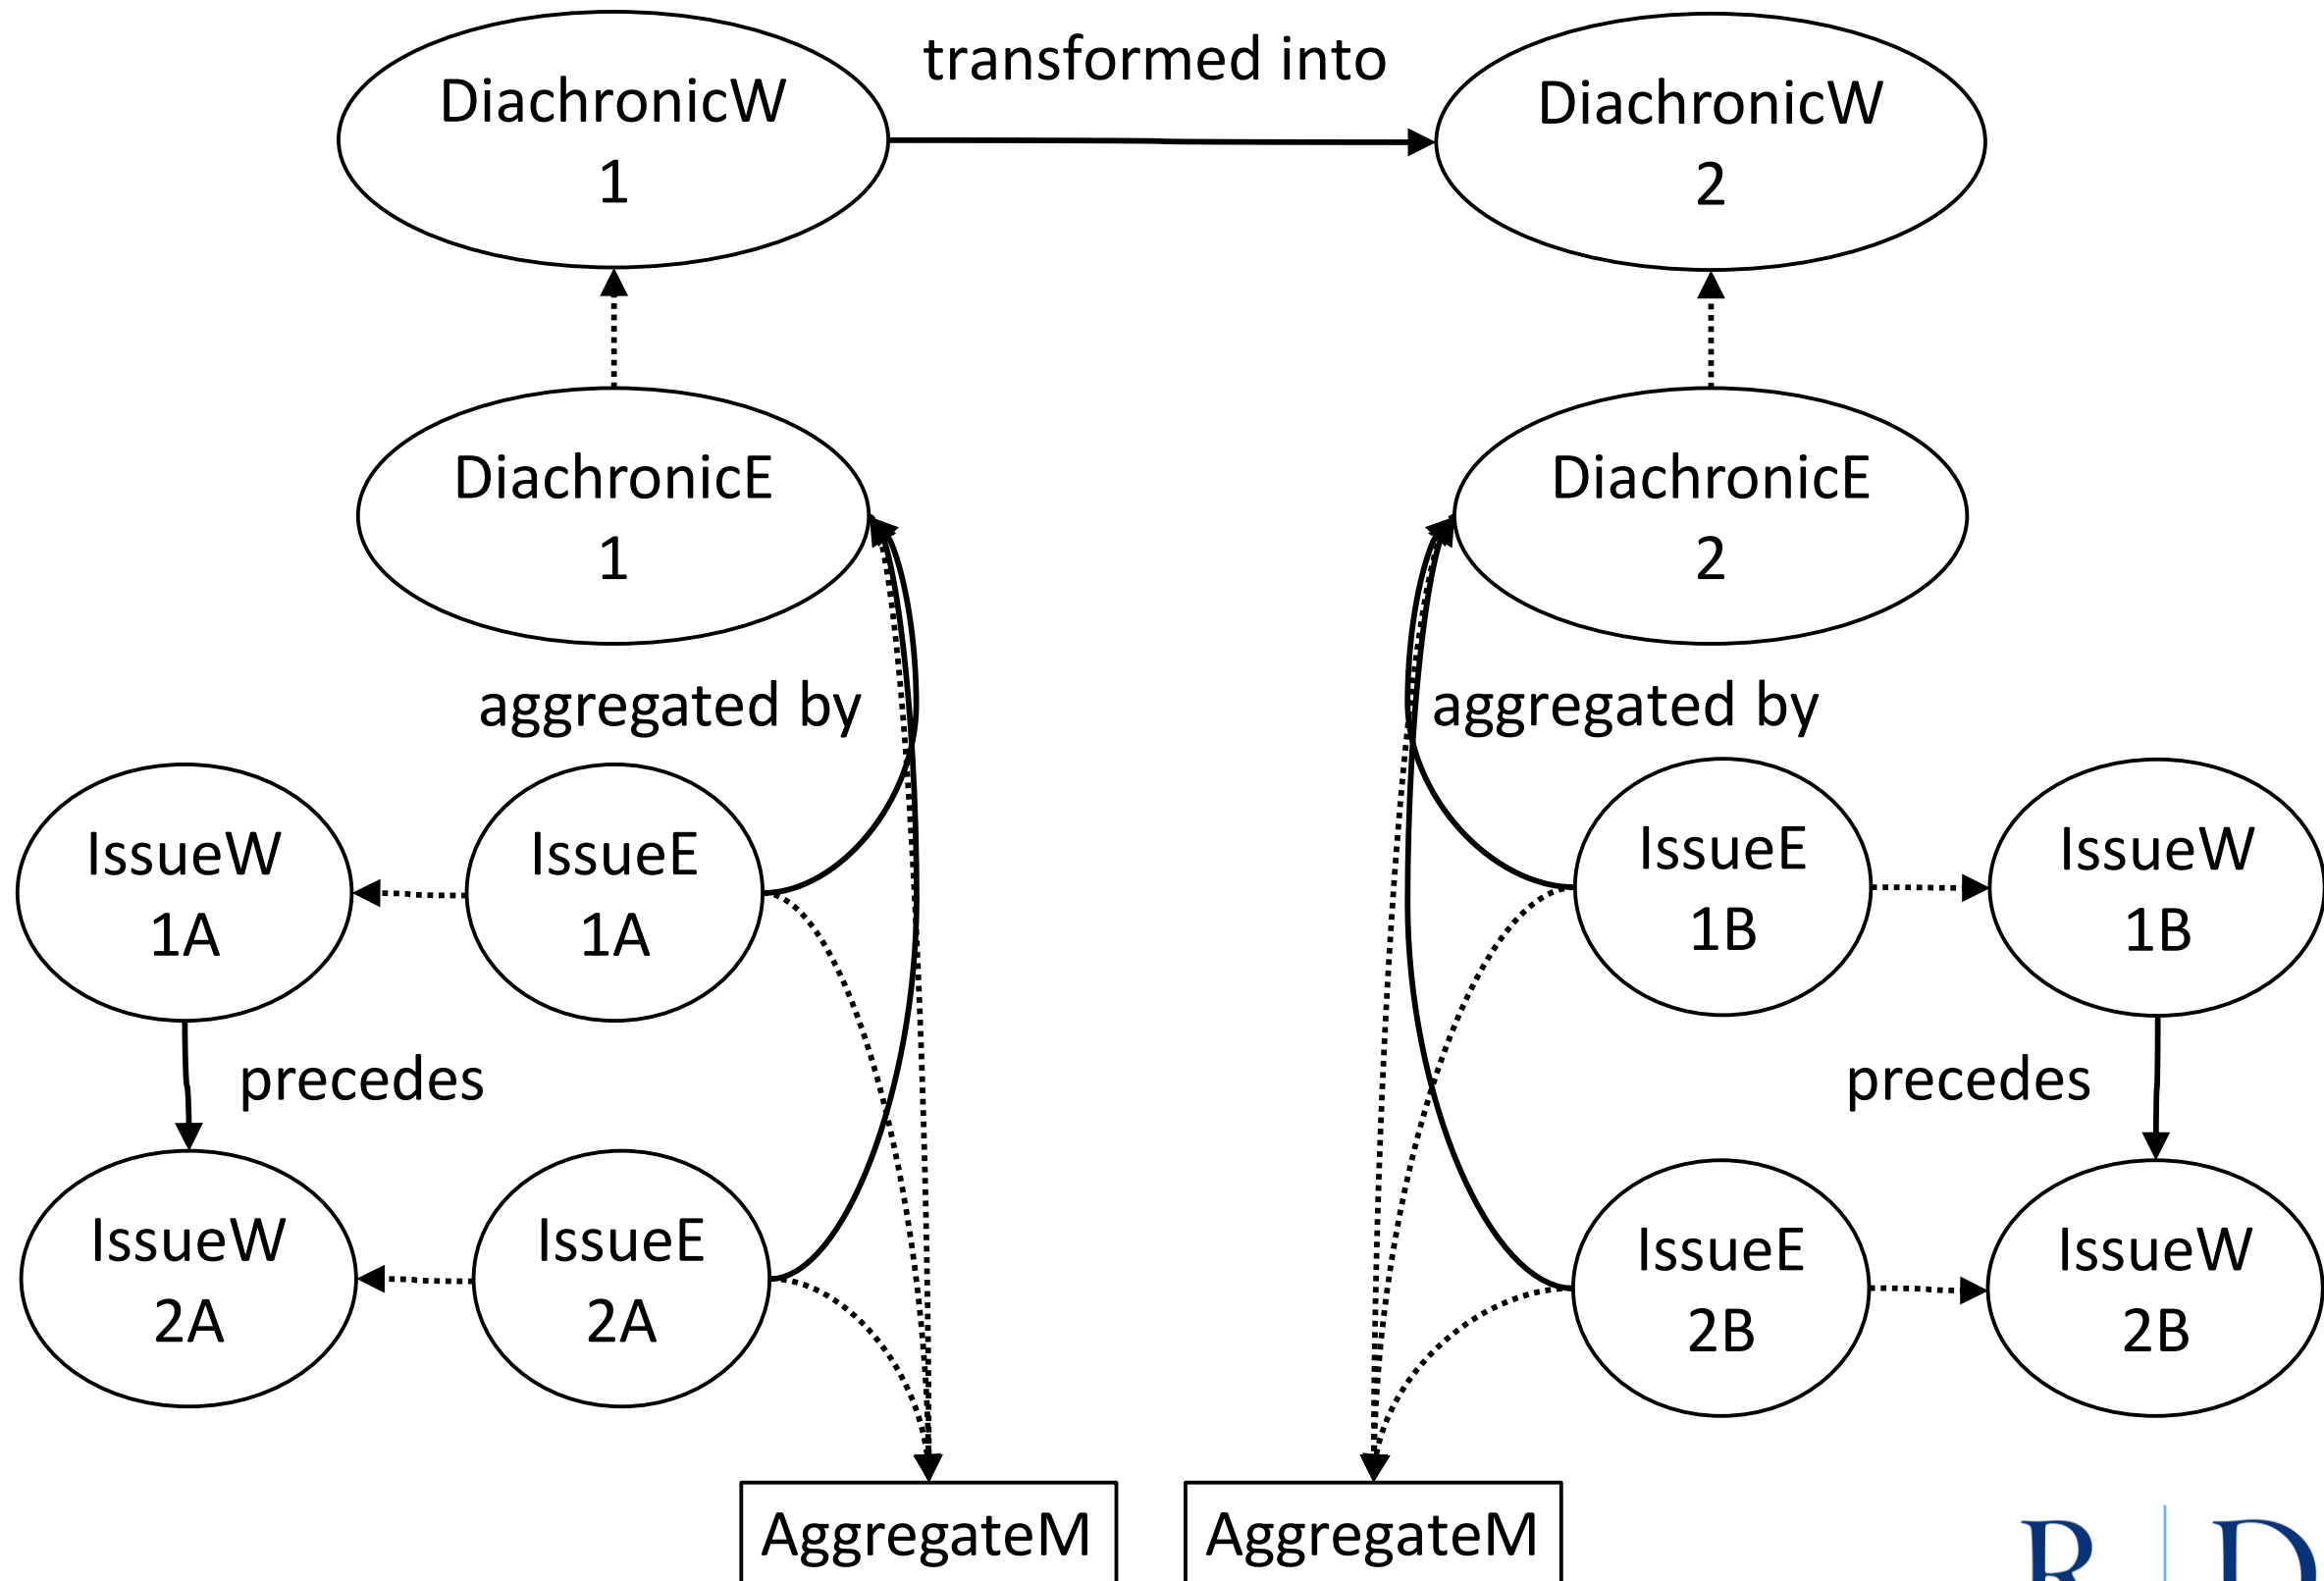 transformed into
DiachronicW
1
DiachronicW
2
DiachronicE
1
DiachronicE
2
aggregated by
aggregated by
IssueW
1A
IssueE
1A
IssueE
1B
IssueW
1B
precedes
precedes
IssueW
2A
IssueE
2A
IssueE
2B
IssueW
2B
AggregateM
AggregateM
R D